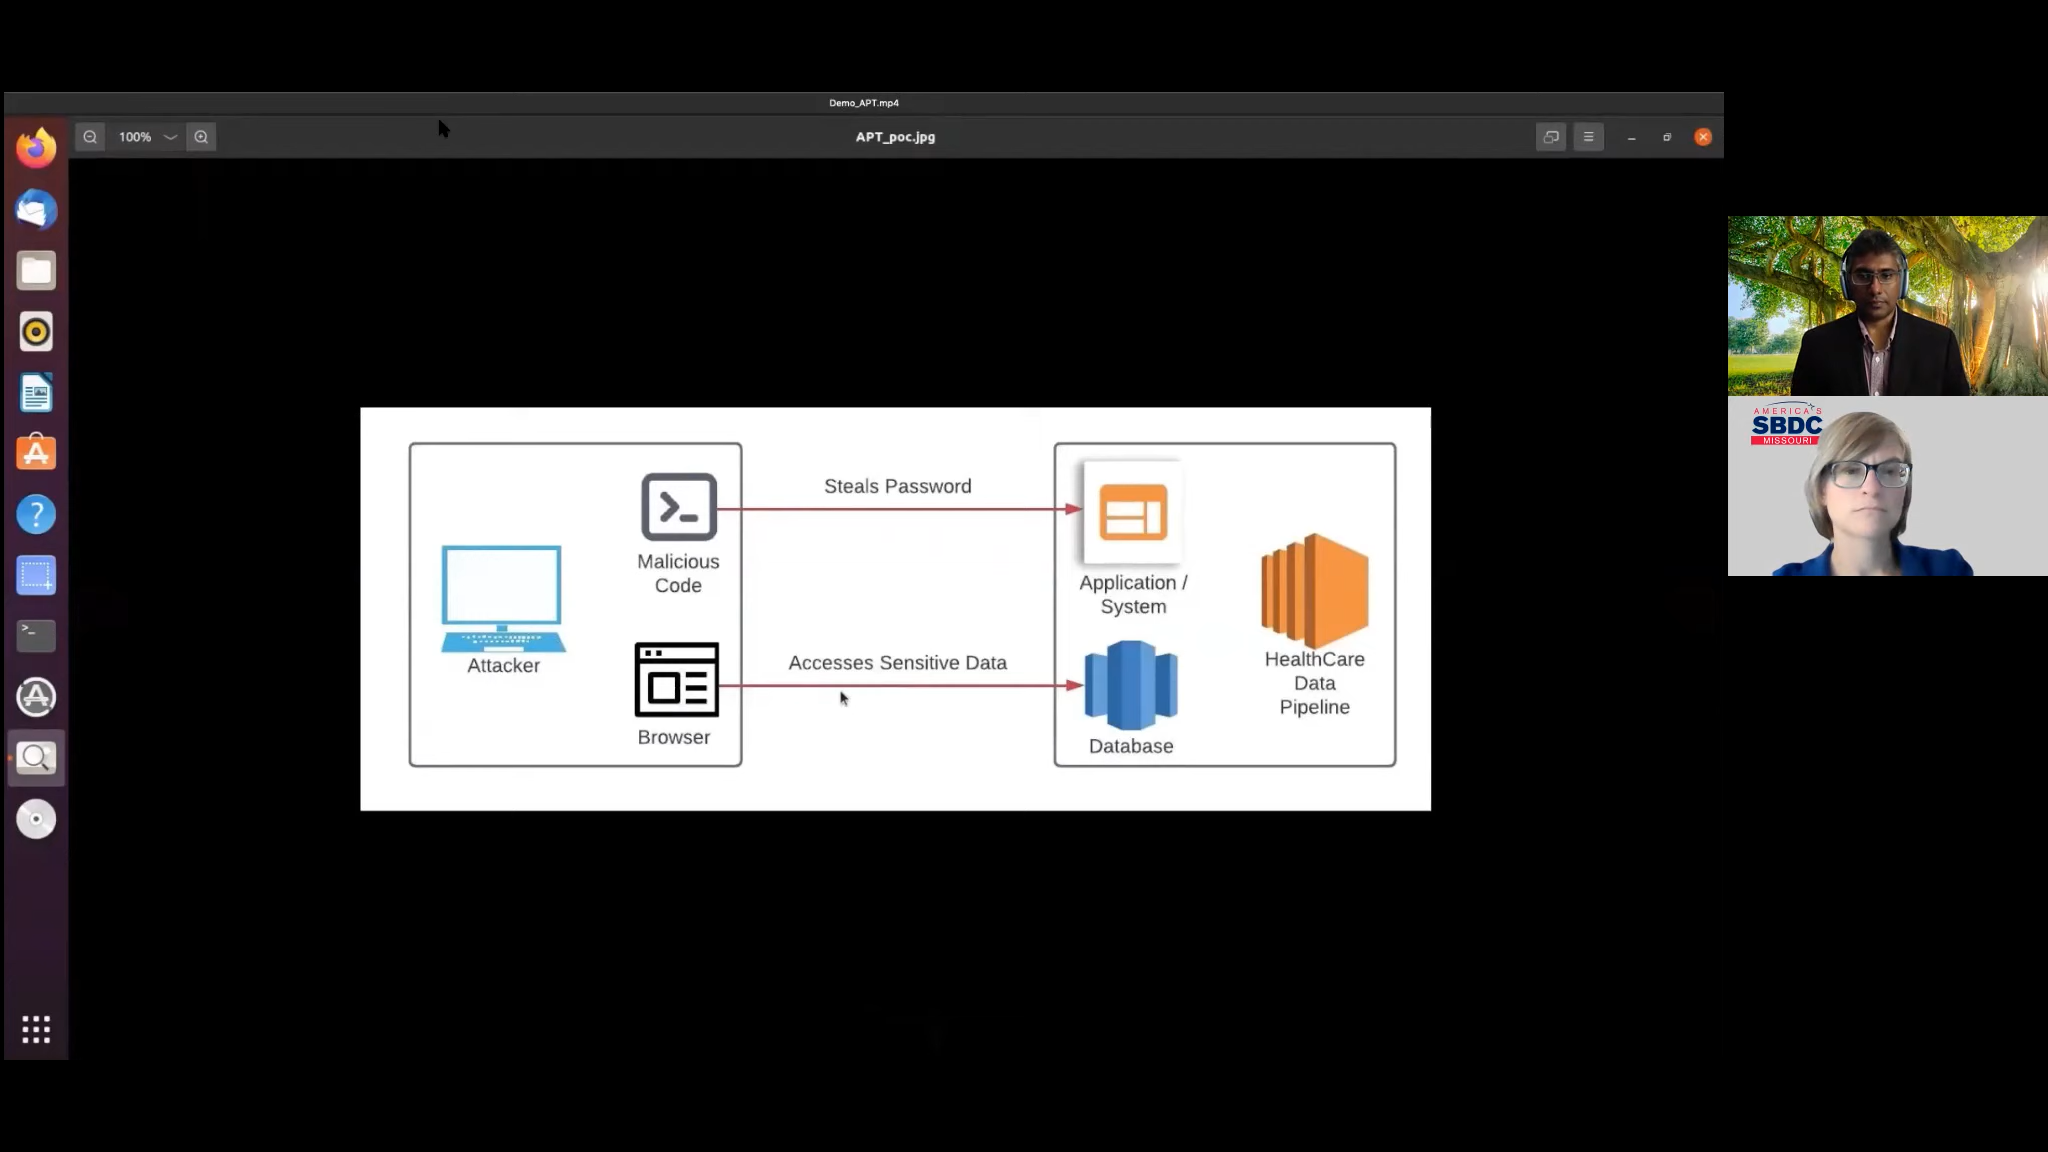 Demo_APT.mp4
100%
APT_poc.jpg
Steals Password
Malicious
Code
Application /
System
Attacker
Accesses Sensitive Data
HealthCare
Data
Pipeline
Browser
Database
AMERICA'S
SBDC
MISSOURI